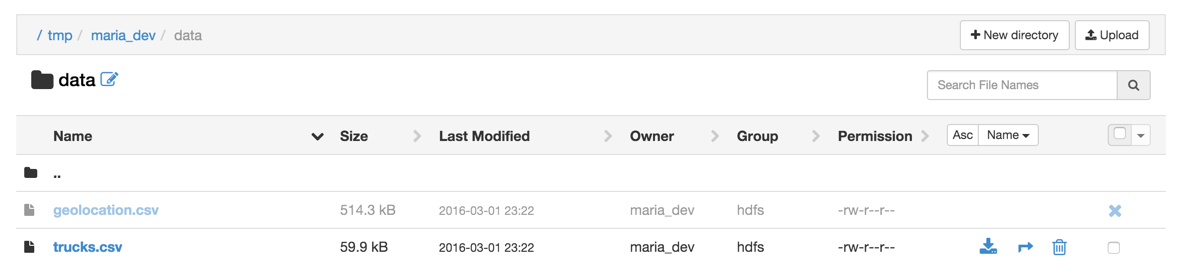 / tmp / maria_dev / data + New directory Upload
data Search File Names
Name Size Last Modified Owner Group Permission Asc Name
..
geolocation.csv 514.3 kB 2016-03-01 23:22 maria_dev hdfs -rw-r--r--
trucks.csv 59.9 kB 2016-03-01 23:22 maria_dev hdfs -rw-r--r--